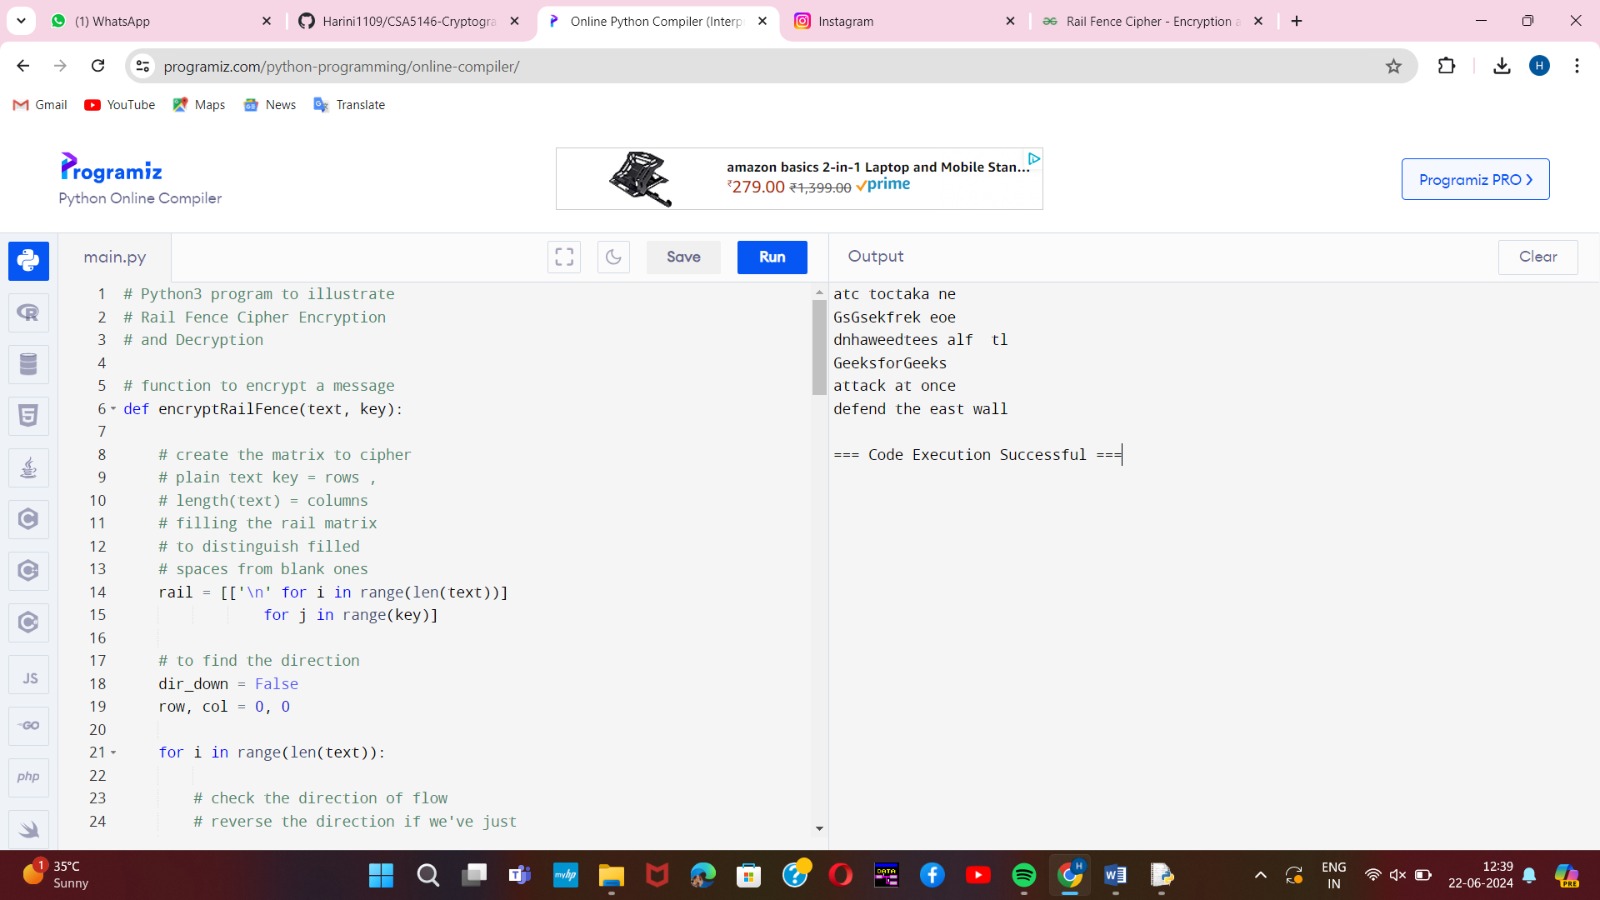 (1) WhatsApp
Harini1109/CSA5146-Cryptogra
Online Python Compiler (Interp
Instagram
Rail Fence Cipher - Encryption a
programiz.com/python-programming/online-compiler/
H
Gmail
YouTube
Maps
News
Translate
Programiz
Python Online Compiler
amazon basics 2-in-1 Laptop and Mobile Stan...
₹279.00 ₹1,399.00 prime
Programiz PRO
main.py
Save
Run
Output
Clear
1 # Python3 program to illustrate
2 # Rail Fence Cipher Encryption
3 # and Decryption
4
5 # function to encrypt a message
6 def encryptRailFence(text, key):
7
8 # create the matrix to cipher
9 # plain text key = rows ,
10 # length(text) = columns
11 # filling the rail matrix
12 # to distinguish filled
13 # spaces from blank ones
14 rail = [['\n' for i in range(len(text))]
15 for j in range(key)]
16
17 # to find the direction
18 dir_down = False
19 row, col = 0, 0
20
21 for i in range(len(text)):
22
23 # check the direction of flow
24 # reverse the direction if we've just
atc toctaka ne
GsGsekfrek eoe
dnhaweedtees alf  tl
GeeksforGeeks
attack at once
defend the east wall
=== Code Execution Successful ===
JS
GO
php
1
35°C
Sunny
myhp
DATA
H
ENG
IN
12:39
22-06-2024
PRE